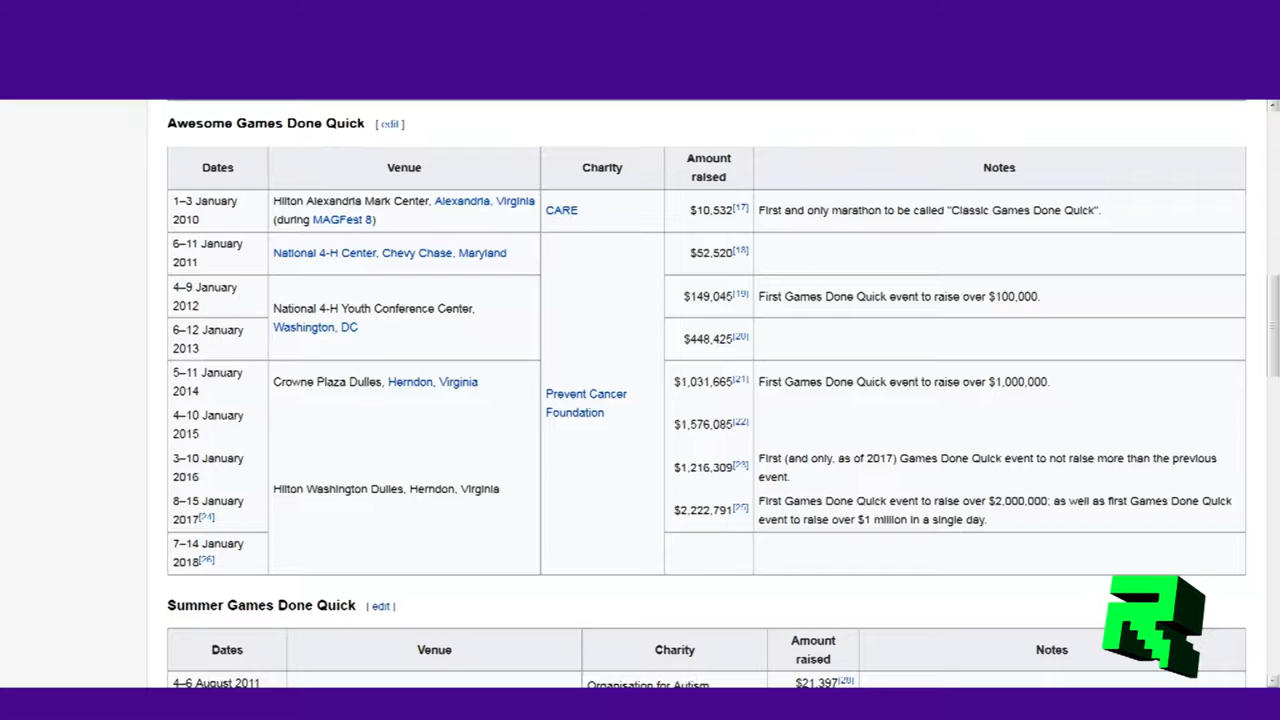 Awesome Games Done Quick [ edit ]
Dates Venue Charity Amount raised Notes
1–3 January 2010 Hilton Alexandria Mark Center, Alexandria, Virginia (during MAGFest 8) CARE $10,532[17] First and only marathon to be called "Classic Games Done Quick".
6–11 January 2011 National 4-H Center, Chevy Chase, Maryland $52,520[18]
4–9 January 2012 National 4-H Youth Conference Center, Washington, DC $149,045[19] First Games Done Quick event to raise over $100,000.
6–12 January 2013 $448,425[20]
5–11 January 2014 Crowne Plaza Dulles, Herndon, Virginia Prevent Cancer Foundation $1,031,665[21] First Games Done Quick event to raise over $1,000,000.
4–10 January 2015 $1,576,085[22]
3–10 January 2016 Hilton Washington Dulles, Herndon, Virginia $1,216,309[23] First (and only, as of 2017) Games Done Quick event to not raise more than the previous event.
8–15 January 2017[24] $2,222,791[25] First Games Done Quick event to raise over $2,000,000; as well as first Games Done Quick event to raise over $1 million in a single day.
7–14 January 2018[26]
Summer Games Done Quick [ edit ]
Dates Venue Charity Amount raised Notes
4–6 August 2011 Organisation for Autism $21,397[28]